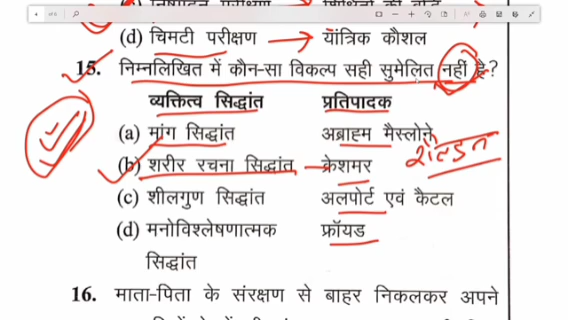 (d) चिमटी परीक्षण → यांत्रिक कौशल
15. निम्नलिखित में कौन-सा विकल्प सही सुमेलित नहीं है?
व्यक्तित्व सिद्धांत प्रतिपादक
(a) मांग सिद्धांत अब्राह्म मैस्लोने
(b) शरीर रचना सिद्धांत क्रेशमर शैल्डन
(c) शीलगुण सिद्धांत अलपोर्ट एवं कैटल
(d) मनोविश्लेषणात्मक फ्रॉयड
सिद्धांत
16. माता-पिता के संरक्षण से बाहर निकलकर अपने